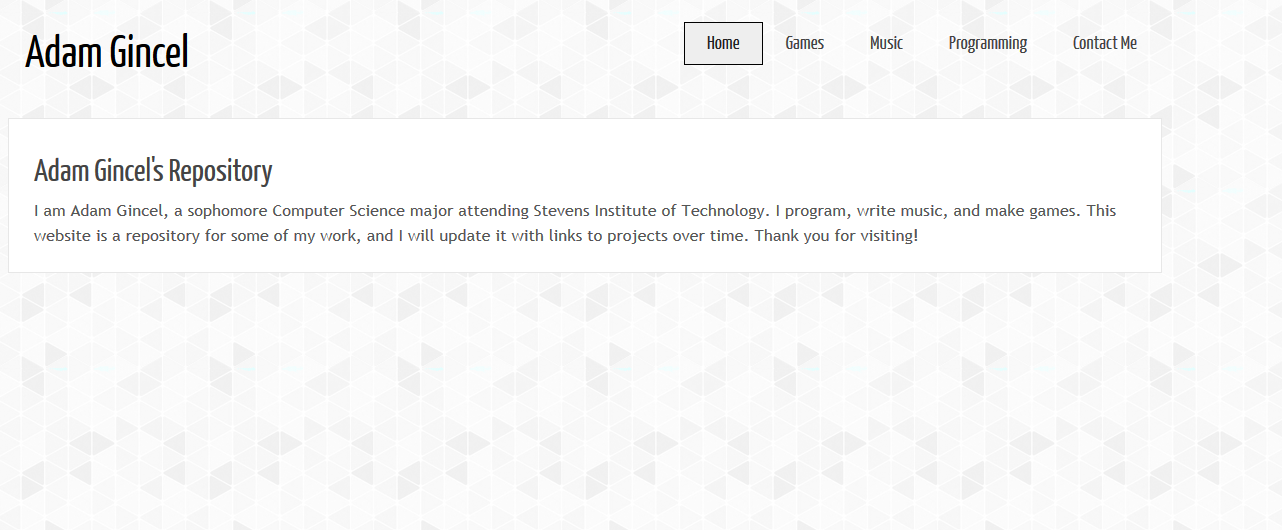 Adam Gincel
Home Games Music Programming Contact Me
Adam Gincel's Repository
I am Adam Gincel, a sophomore Computer Science major attending Stevens Institute of Technology. I program, write music, and make games. This
website is a repository for some of my work, and I will update it with links to projects over time. Thank you for visiting!